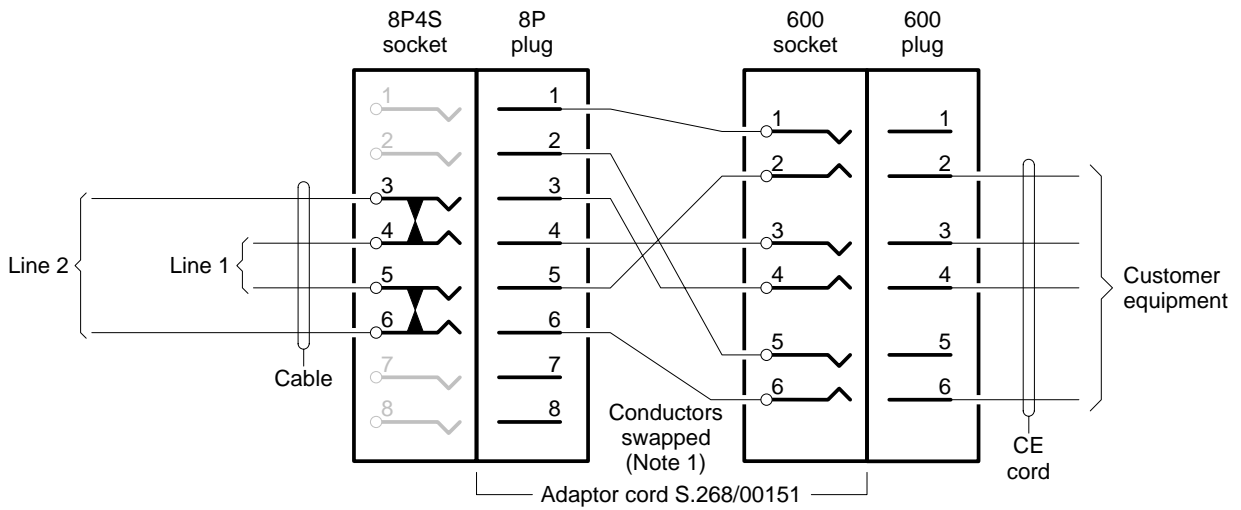 8P4S
socket
8P
plug
600
socket
600
plug
1
2
3
4
5
6
7
8
1
2
3
4
5
6
7
8
1
2
3
4
5
6
1
2
3
4
5
6
Line 2
Line 1
Cable
Conductors
swapped
(Note 1)
Customer
equipment
CE
cord
Adaptor cord S.268/00151